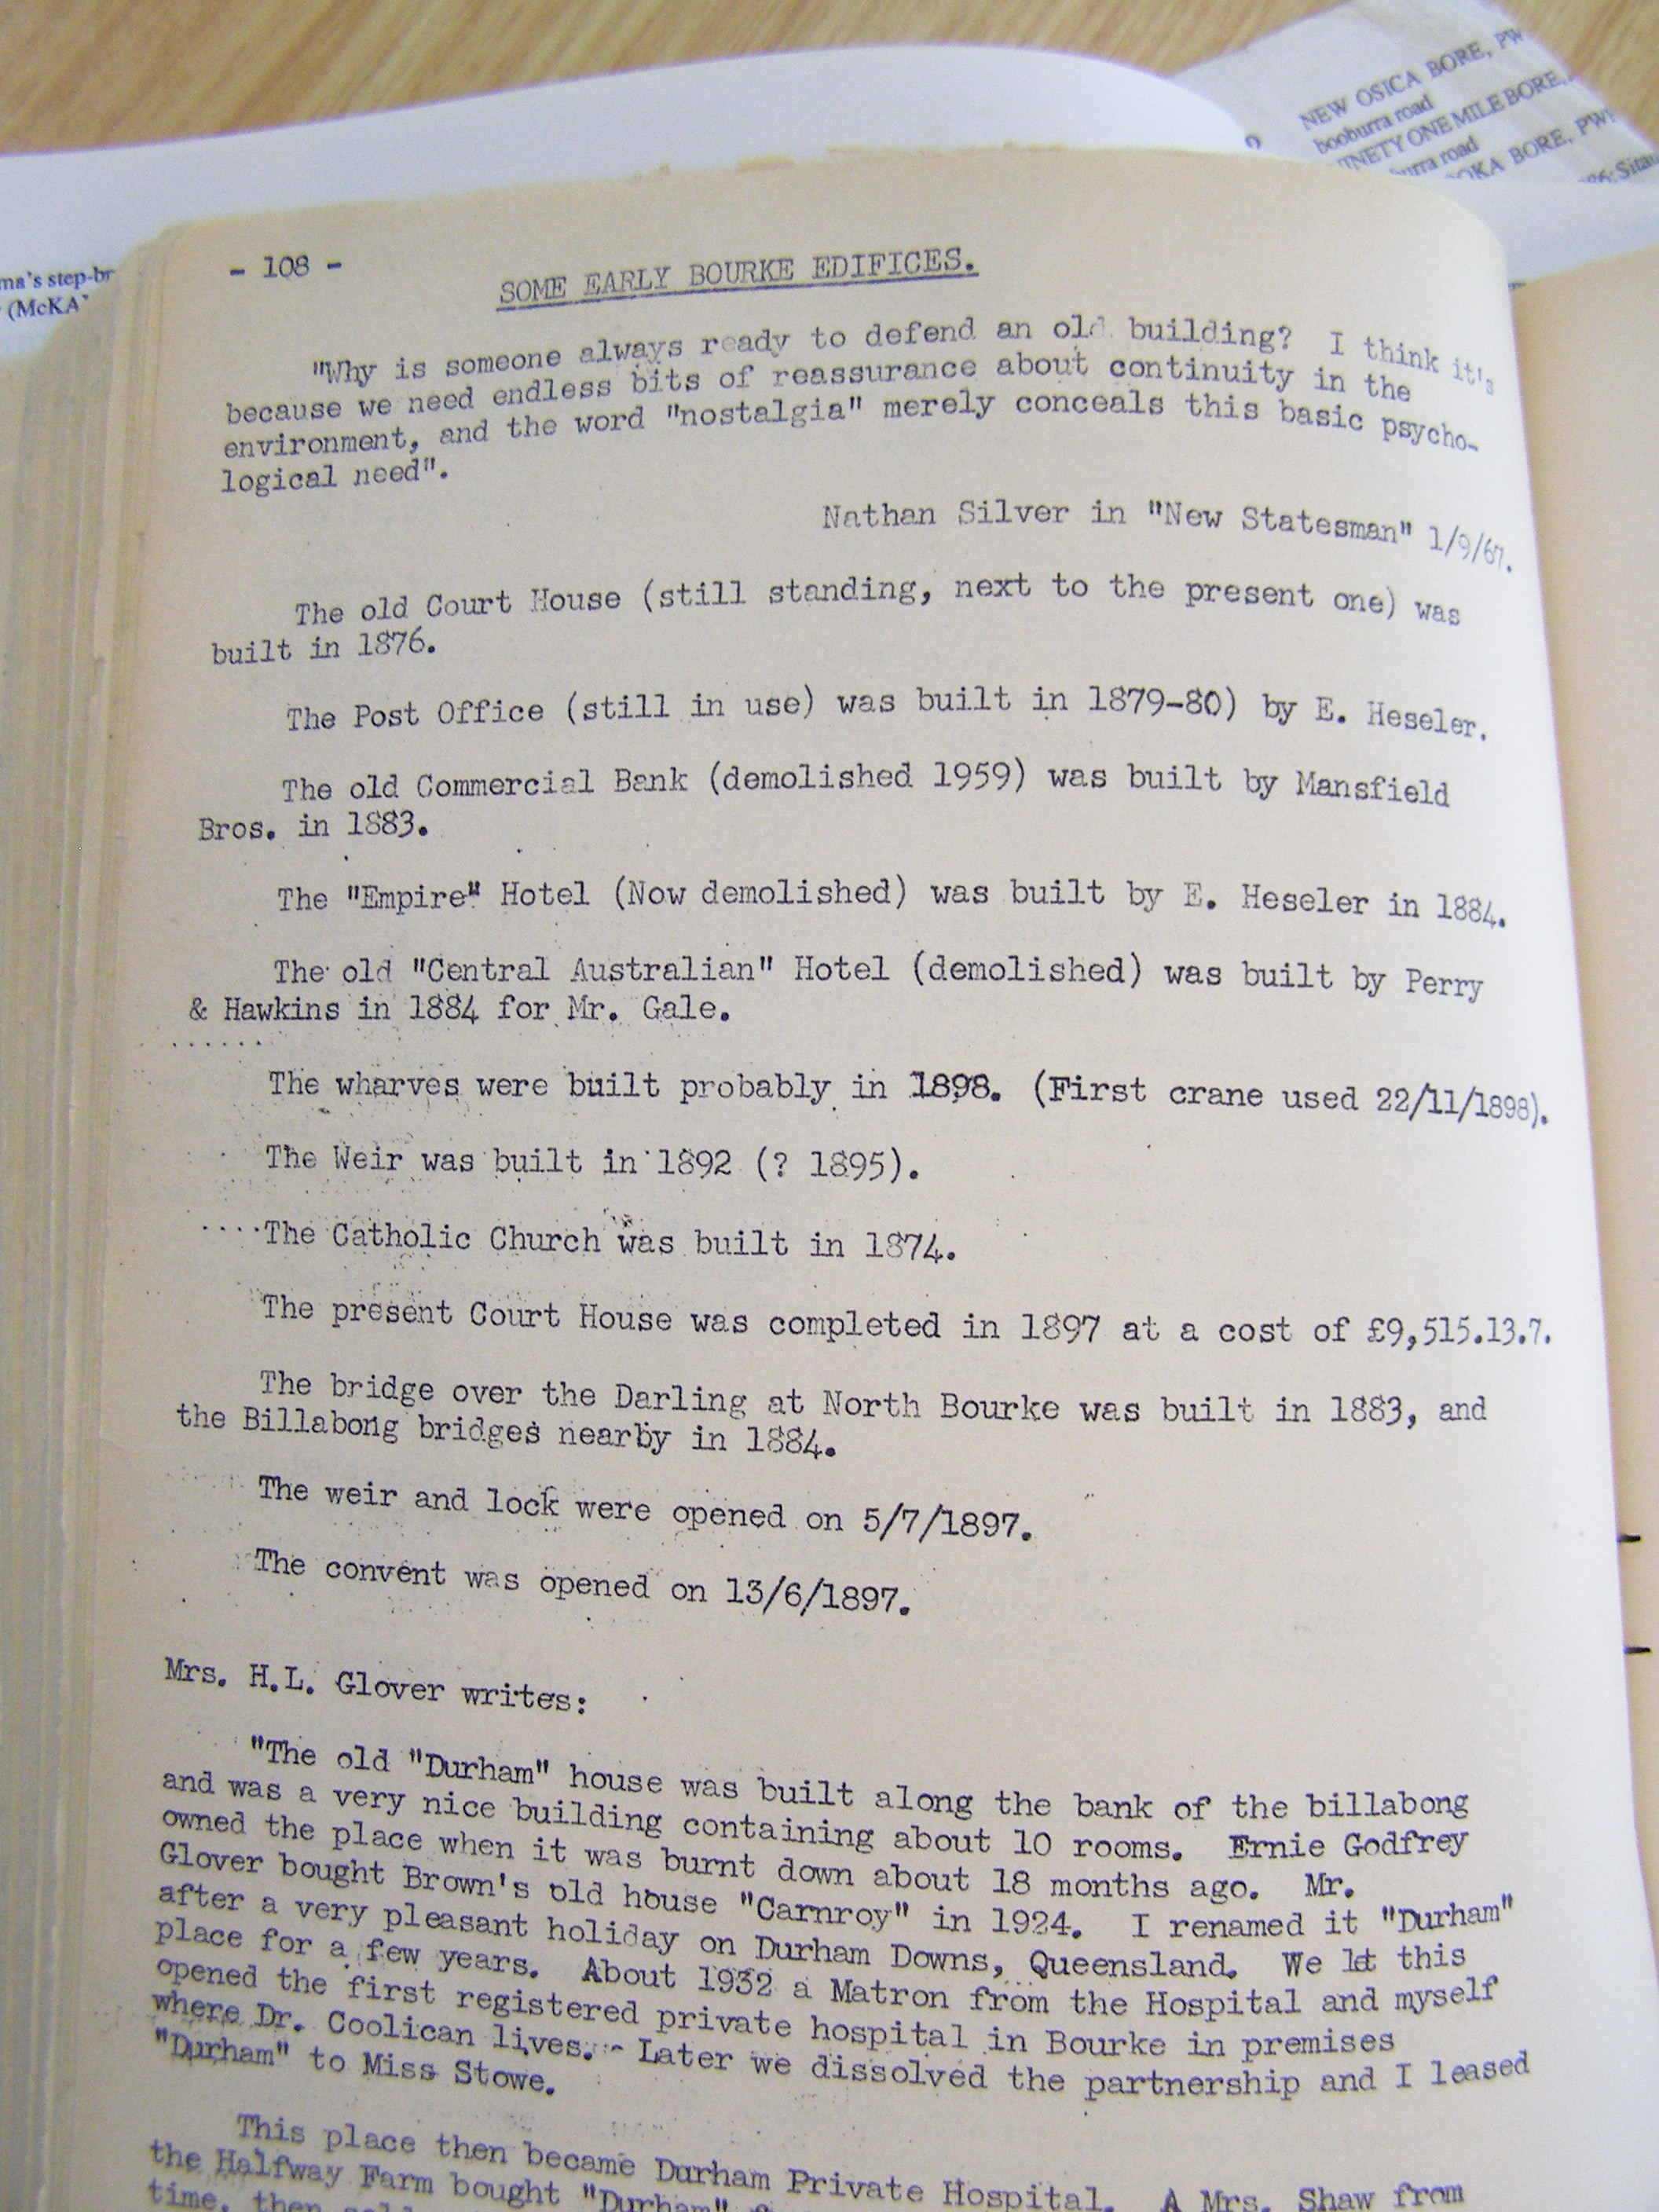 NEW OSICA BORE, PW
booburra road
NINETY ONE MILE BORE,
burra road
OKA BORE, PW
ma's step-br
(McKA
- 108 -
SOME EARLY BOURKE EDIFICES.
"Why is someone always ready to defend an old building? I think it's
because we need endless bits of reassurance about continuity in the
environment, and the word "nostalgia" merely conceals this basic psycho-
logical need".
Nathan Silver in "New Statesman" 1/9/67.
The old Court House (still standing, next to the present one) was
built in 1876.
The Post Office (still in use) was built in 1879-80) by E. Heseler.
The old Commercial Bank (demolished 1959) was built by Mansfield
Bros. in 1883.
The "Empire" Hotel (Now demolished) was built by E. Heseler in 1884.
The old "Central Australian" Hotel (demolished) was built by Perry
& Hawkins in 1884 for Mr. Gale.
The wharves were built probably in 1898. (First crane used 22/11/1898).
The Weir was built in 1892 (? 1895).
The Catholic Church was built in 1874.
The present Court House was completed in 1897 at a cost of £9,515.13.7.
The bridge over the Darling at North Bourke was built in 1883, and
the Billabong bridges nearby in 1884.
The weir and lock were opened on 5/7/1897.
The convent was opened on 13/6/1897.
Mrs. H.L. Glover writes:
"The old "Durham" house was built along the bank of the billabong
and was a very nice building containing about 10 rooms. Ernie Godfrey
owned the place when it was burnt down about 18 months ago. Mr.
Glover bought Brown's old house "Carnroy" in 1924. I renamed it "Durham"
after a very pleasant holiday on Durham Downs, Queensland. We let this
place for a few years. About 1932 a Matron from the Hospital and myself
opened the first registered private hospital in Bourke in premises
where Dr. Coolican lives. Later we dissolved the partnership and I leased
"Durham" to Miss Stowe.
This place then became Durham Private Hospital. A Mrs. Shaw from
the Halfway Farm bought "Durham"
time, then